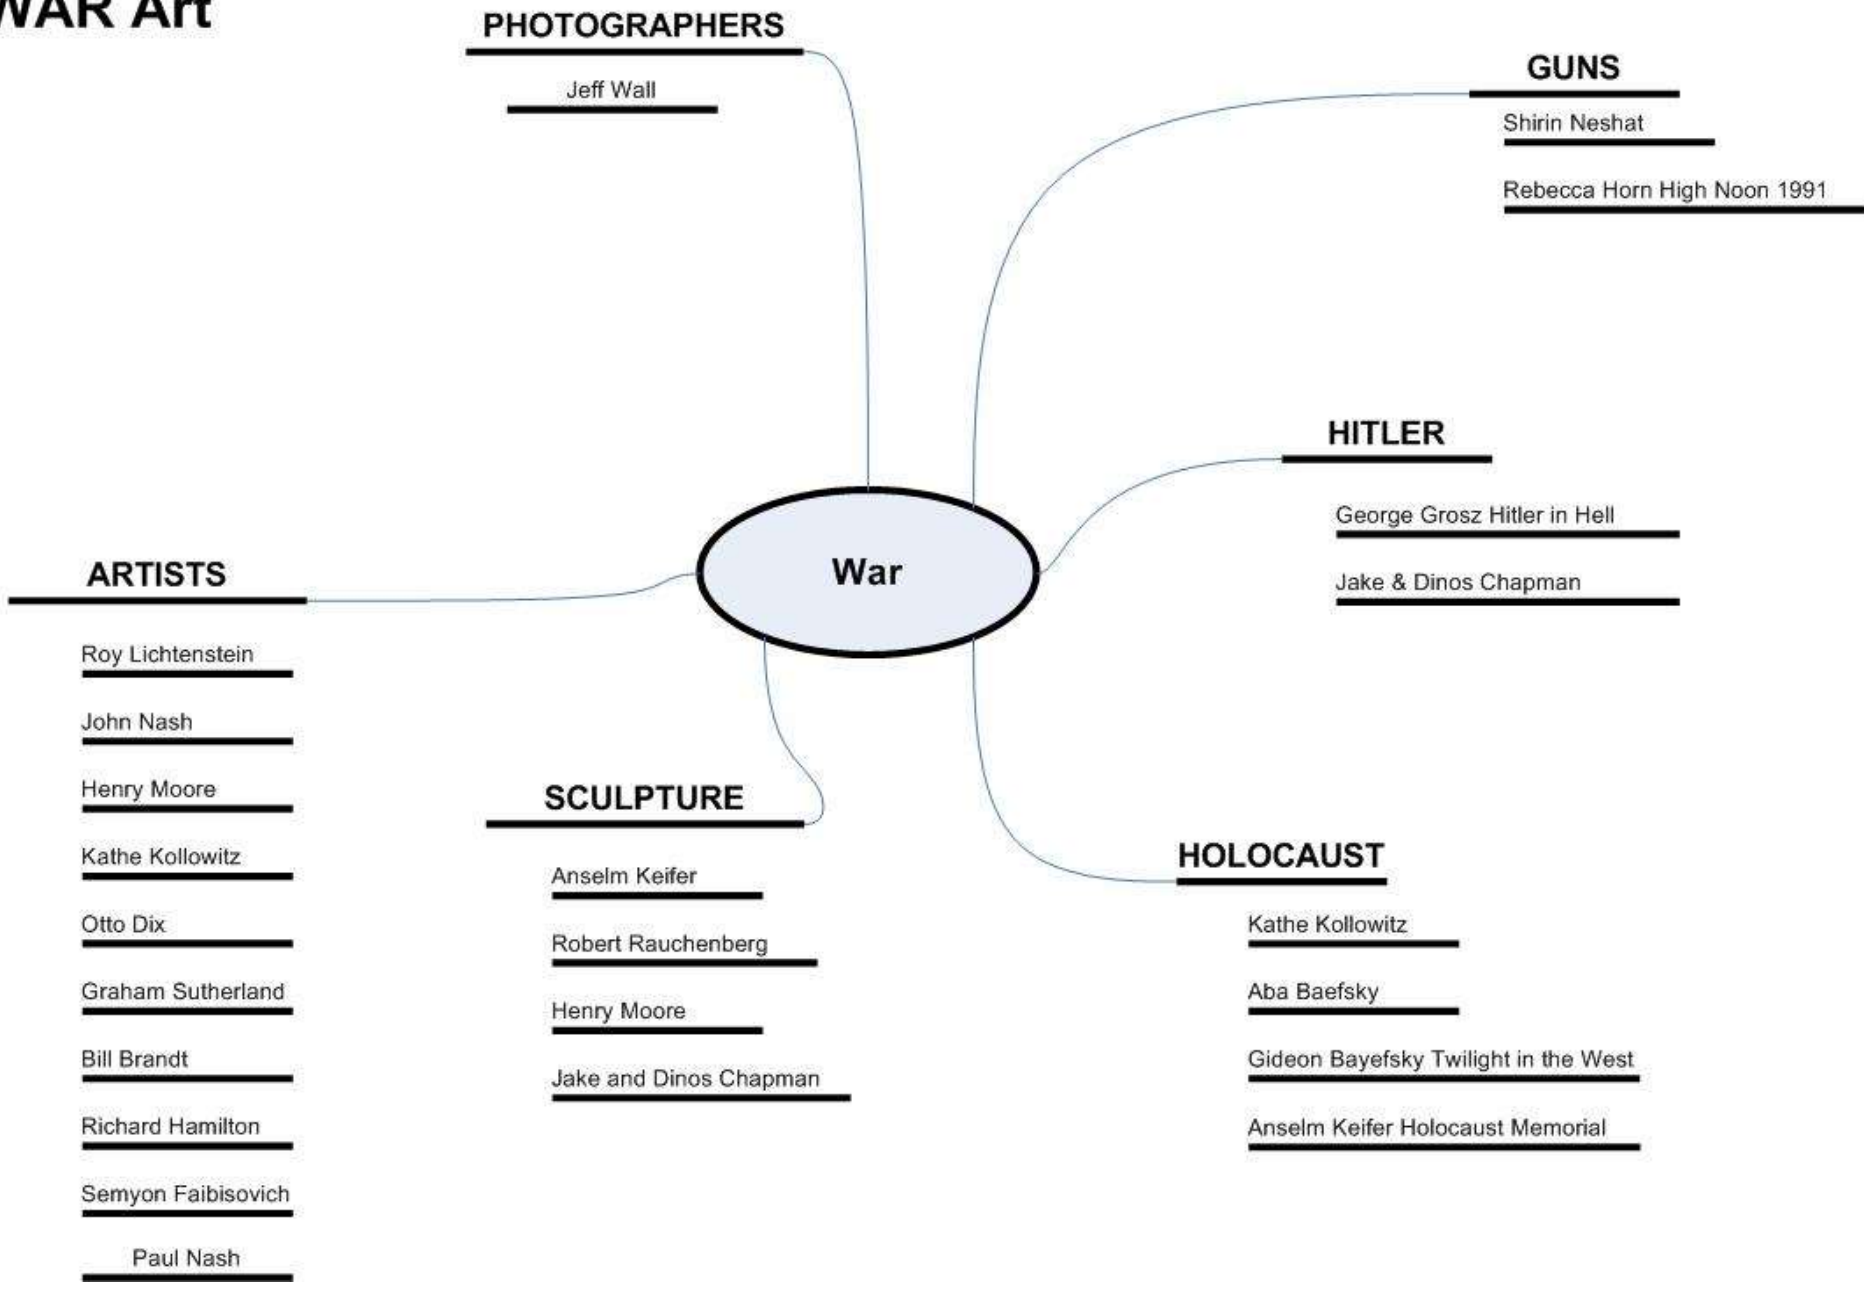 WAR Art
PHOTOGRAPHERS
Jeff Wall
GUNS
Shirin Neshat
Rebecca Horn High Noon 1991
HITLER
George Grosz Hitler in Hell
Jake & Dinos Chapman
War
ARTISTS
Roy Lichtenstein
John Nash
Henry Moore
Kathe Kollowitz
Otto Dix
Graham Sutherland
Bill Brandt
Richard Hamilton
Semyon Faibisovich
Paul Nash
SCULPTURE
Anselm Keifer
Robert Rauchenberg
Henry Moore
Jake and Dinos Chapman
HOLOCAUST
Kathe Kollowitz
Aba Baefsky
Gideon Bayefsky Twilight in the West
Anselm Keifer Holocaust Memorial